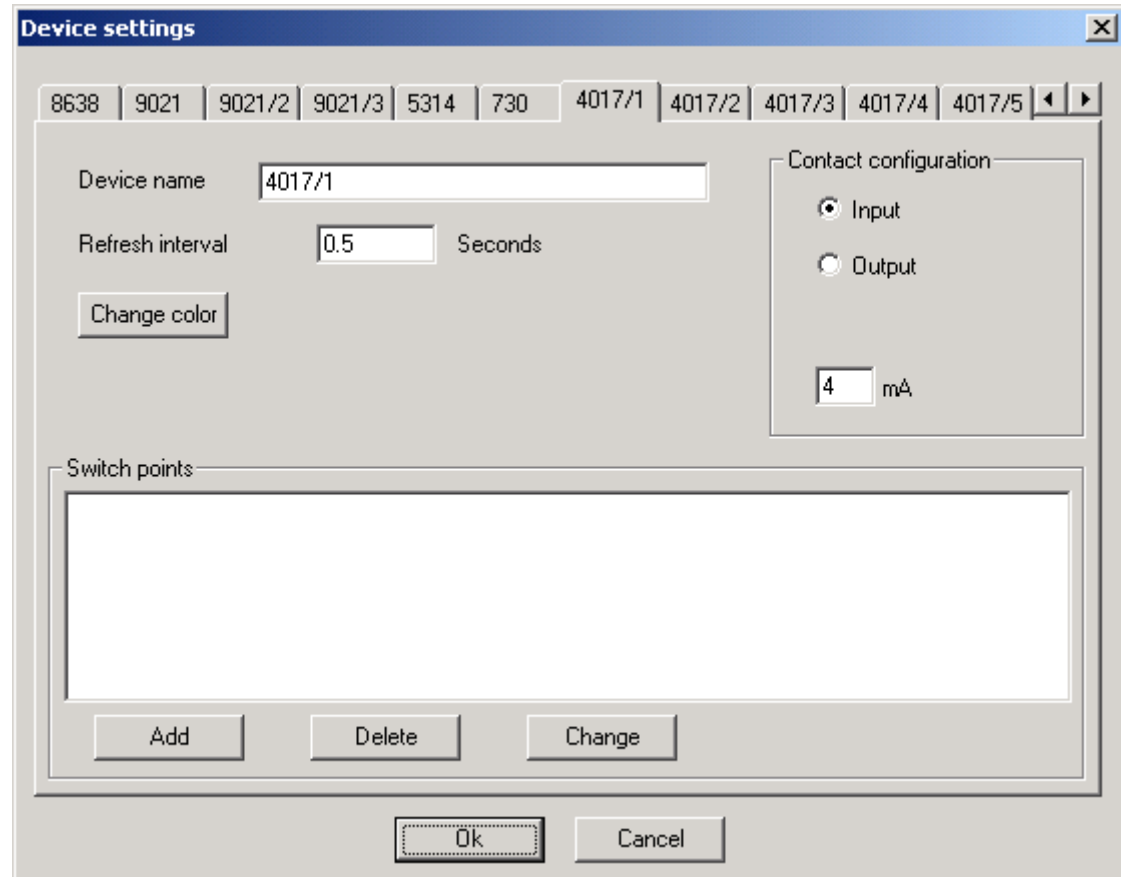 Device settings
8638 9021 9021/2 9021/3 5314 730 4017/1 4017/2 4017/3 4017/4 4017/5
Device name 4017/1
Refresh interval 0.5 Seconds
Change color
Contact configuration
Input
Output
4 mA
Switch points
Add Delete Change
Ok Cancel